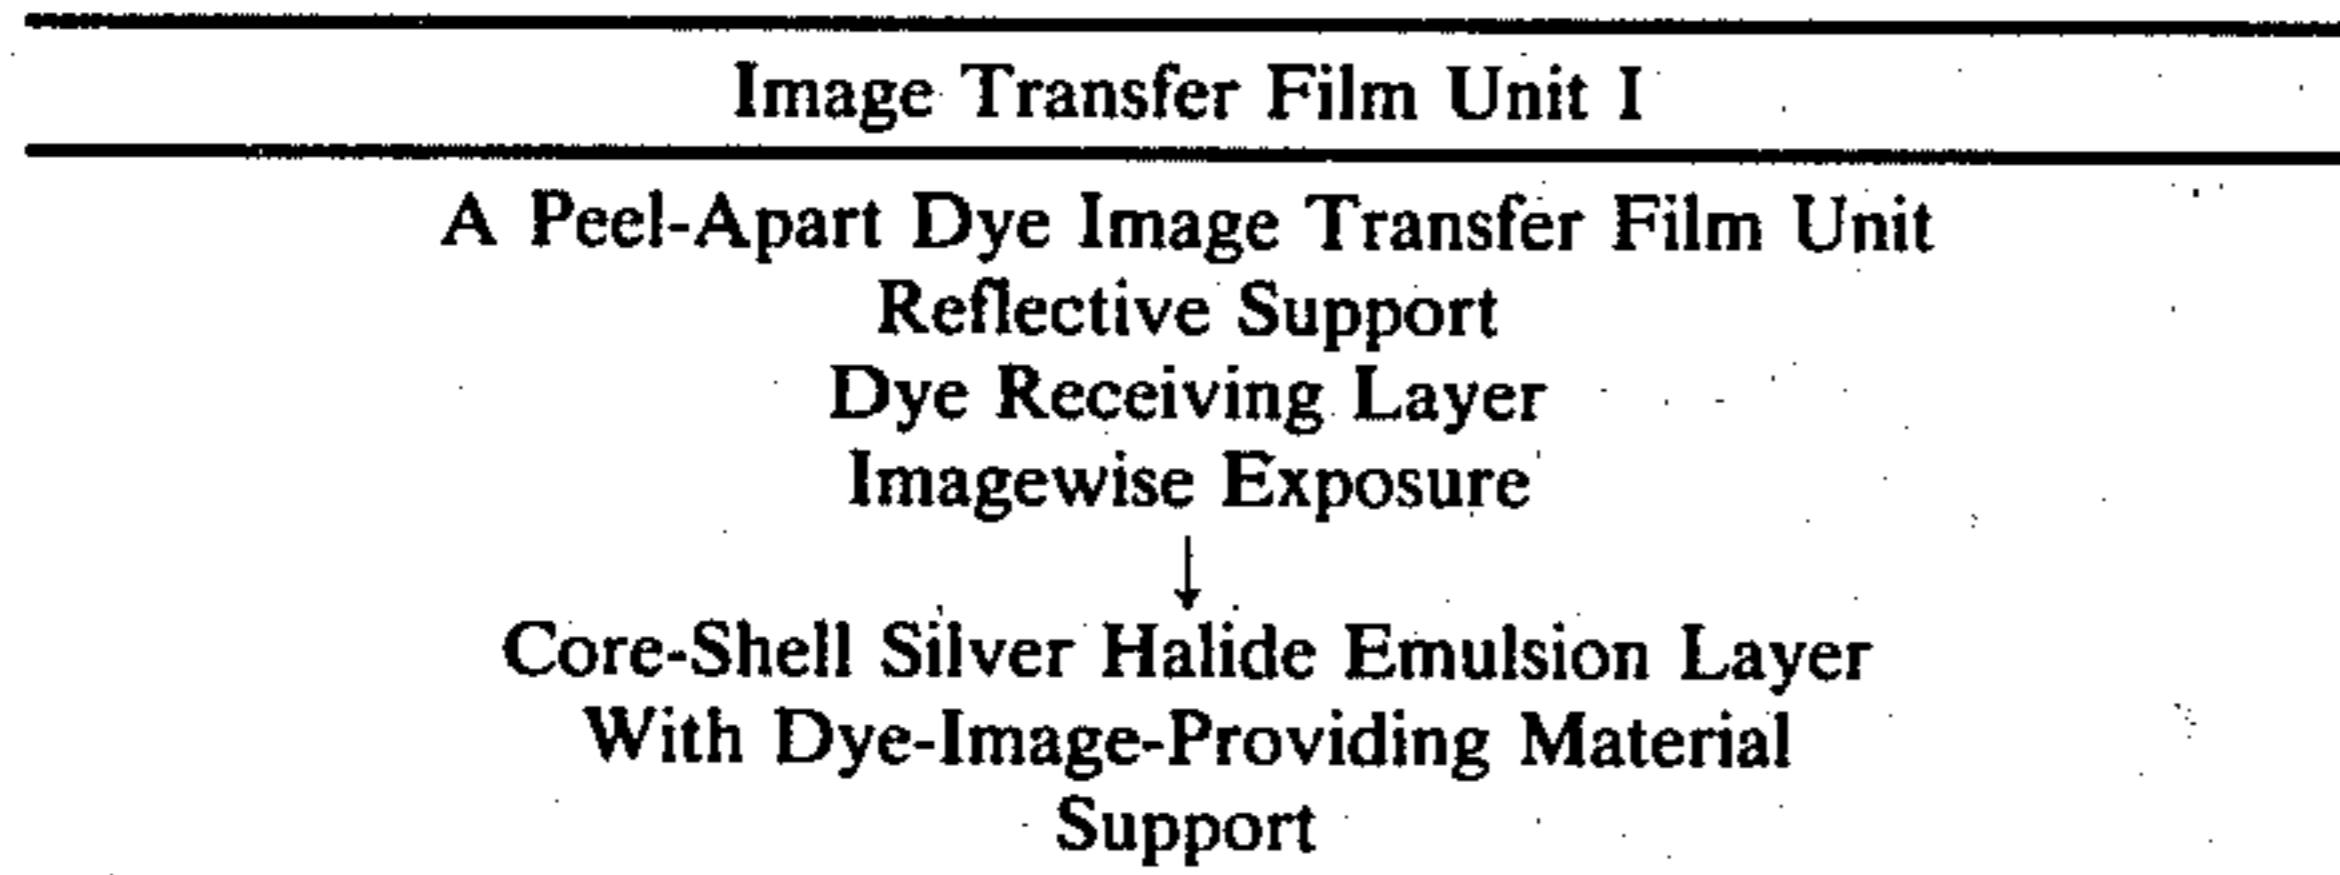 Image Transfer Film Unit I
A Peel-Apart Dye Image Transfer Film Unit
Reflective Support
Dye Receiving Layer
Imagewise Exposure
↓
Core-Shell Silver Halide Emulsion Layer
With Dye-Image-Providing Material
Support